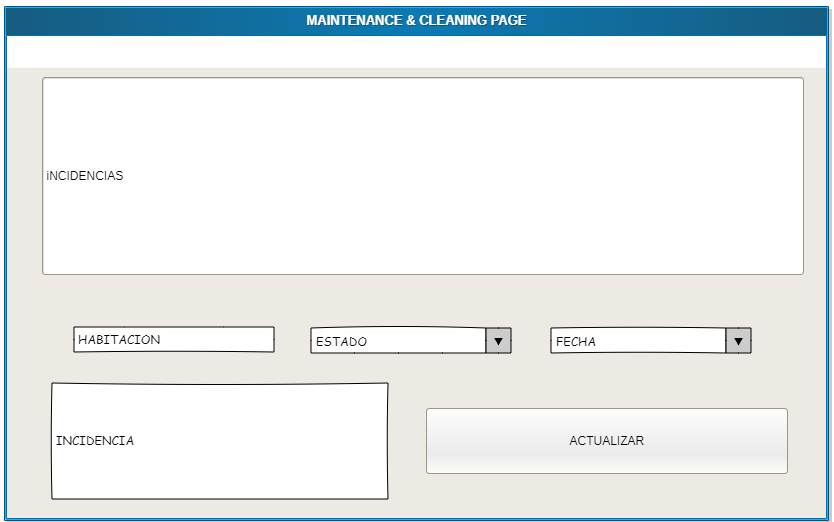 MAINTENANCE & CLEANING PAGE
iNCIDENCIAS
HABITACION
ESTADO
FECHA
INCIDENCIA
ACTUALIZAR